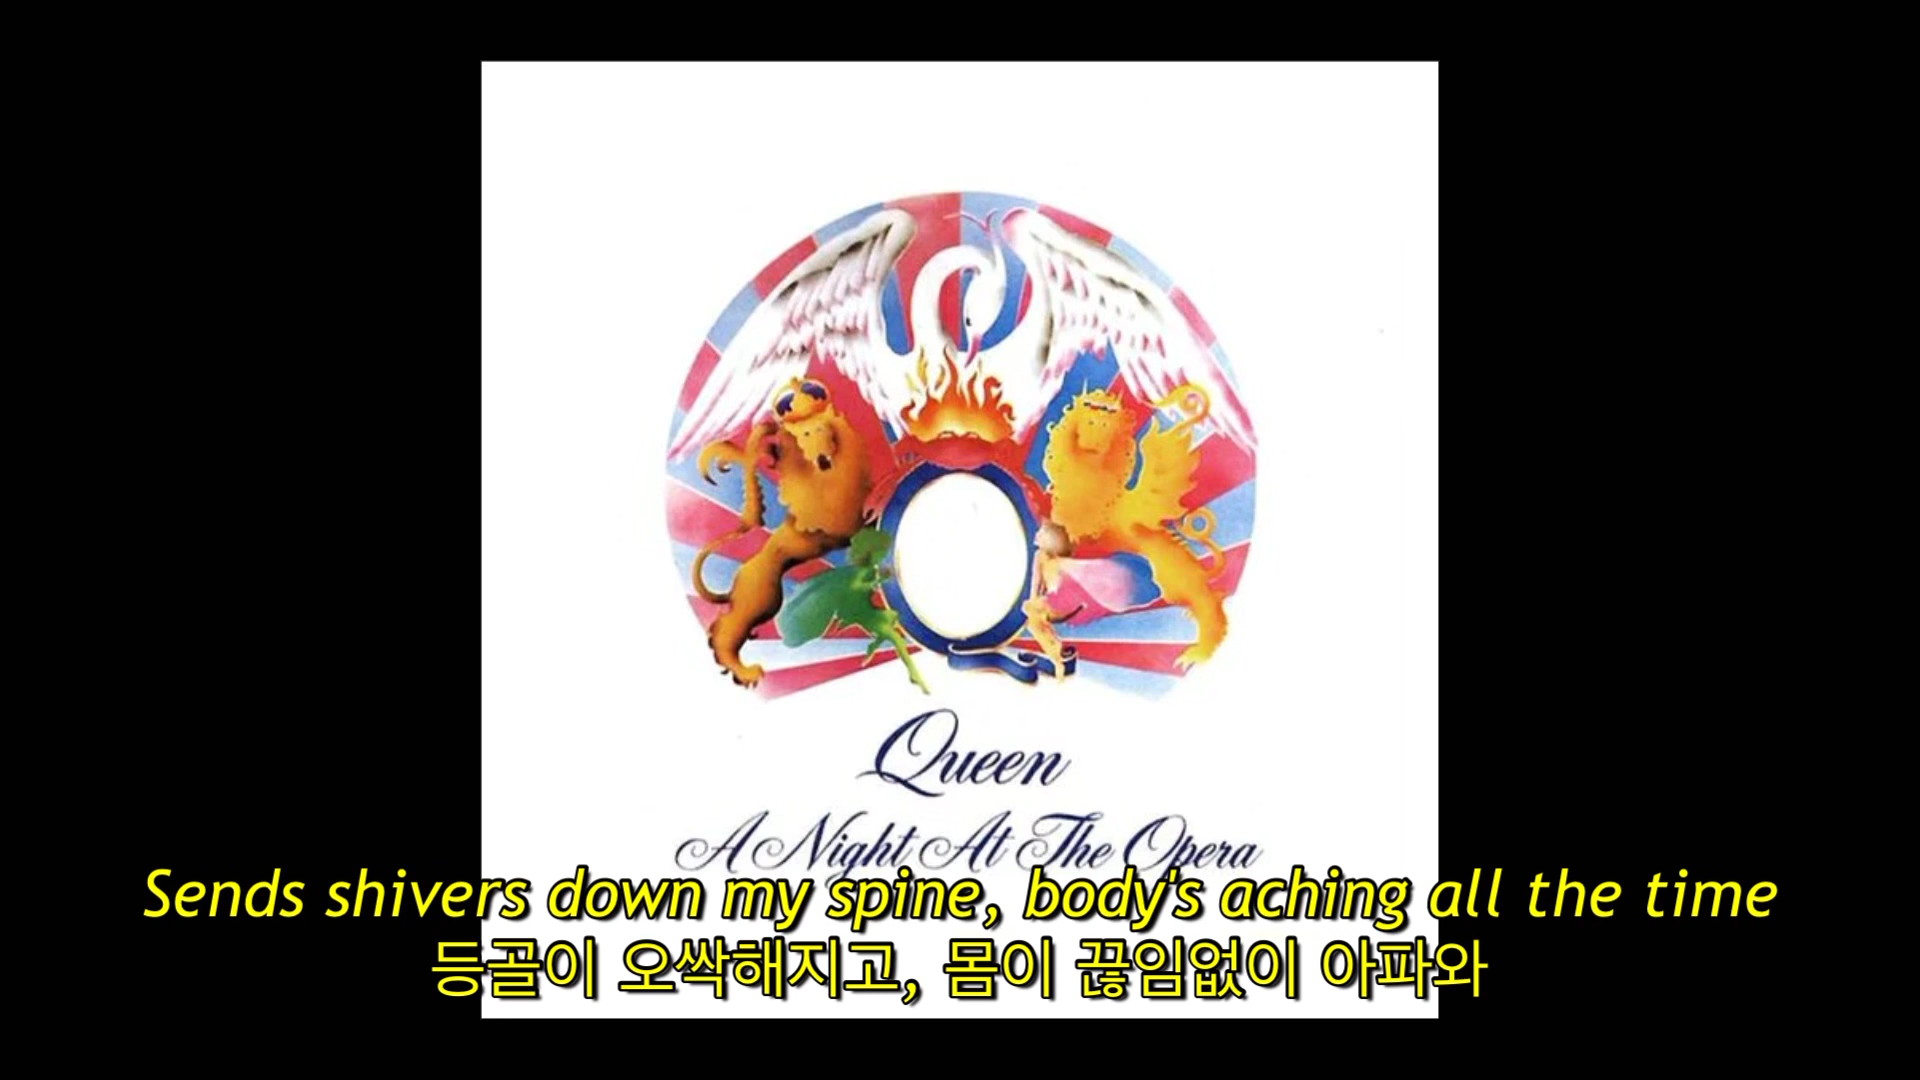 Queen
A Night At The Opera
Sends shivers down my spine, body's aching all the time
등골이 오싹해지고, 몸이 끊임없이 아파와